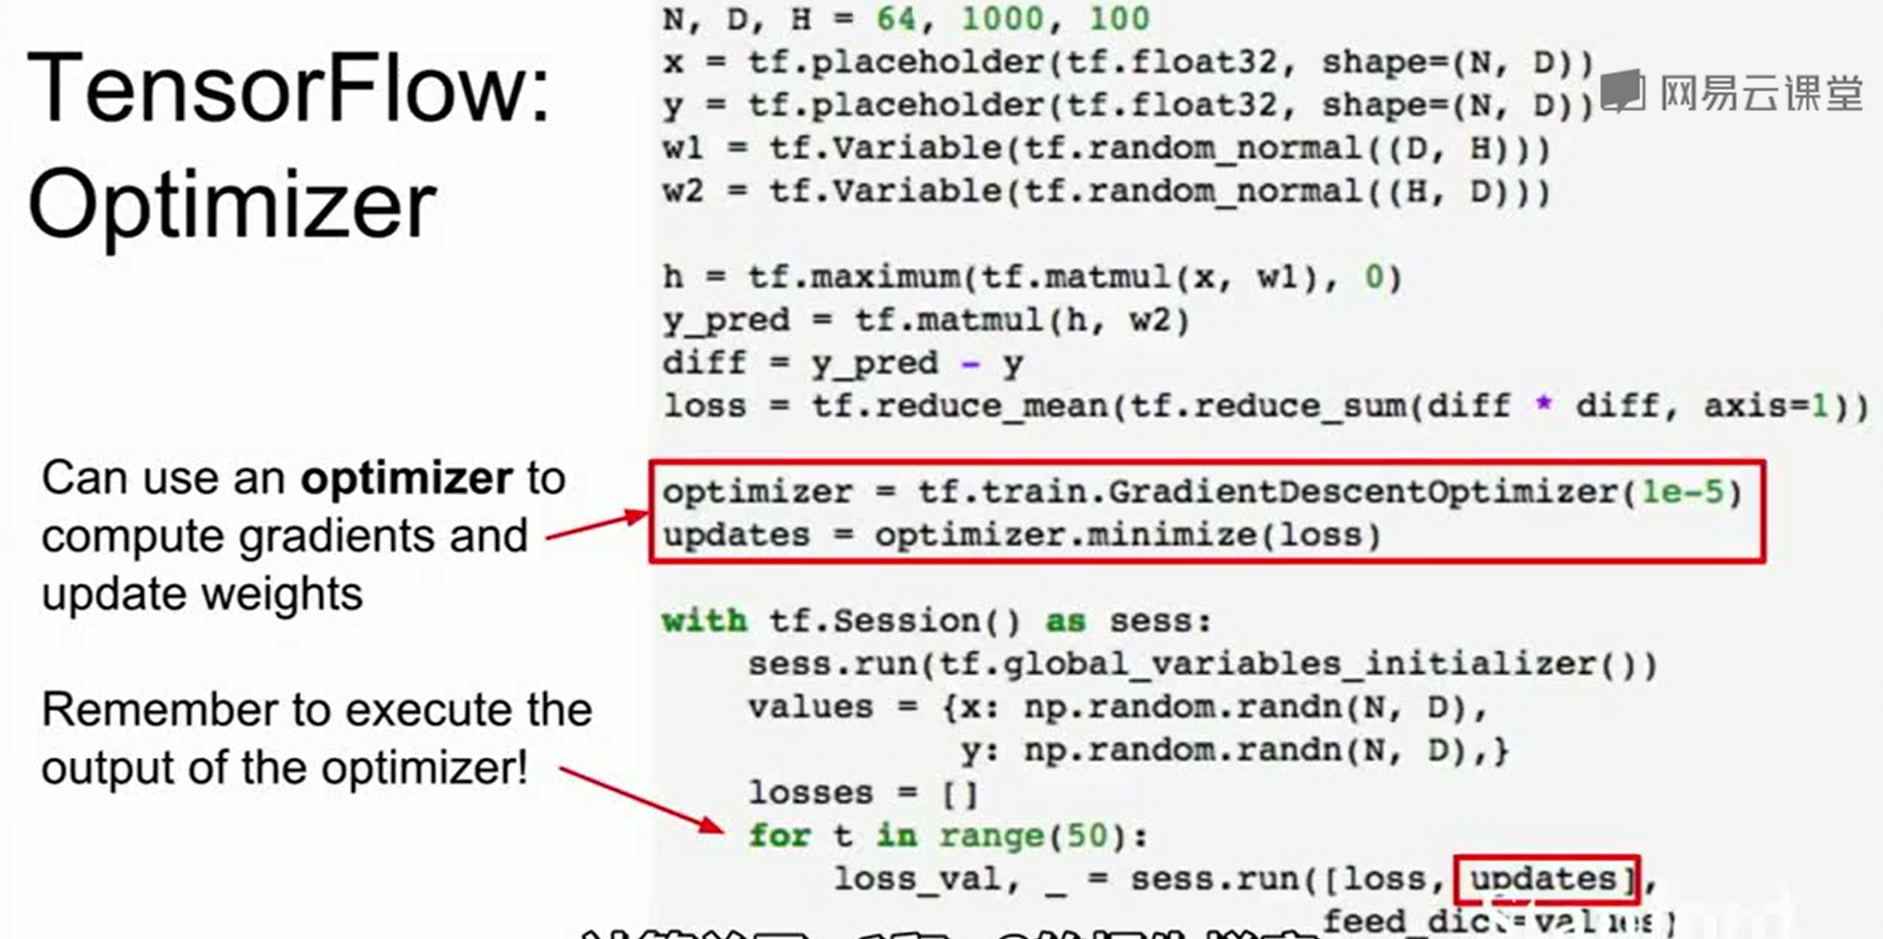 TensorFlow:
Optimizer
Can use an optimizer to
compute gradients and
update weights
Remember to execute the
output of the optimizer!
N, D, H = 64, 1000, 100
x = tf.placeholder(tf.float32, shape=(N, D))
y = tf.placeholder(tf.float32, shape=(N, D))
w1 = tf.Variable(tf.random_normal((D, H)))
w2 = tf.Variable(tf.random_normal((H, D)))
h = tf.maximum(tf.matmul(x, w1), 0)
y_pred = tf.matmul(h, w2)
diff = y_pred - y
loss = tf.reduce_mean(tf.reduce_sum(diff * diff, axis=1))
optimizer = tf.train.GradientDescentOptimizer(1e-5)
updates = optimizer.minimize(loss)
with tf.Session() as sess:
    sess.run(tf.global_variables_initializer())
    values = {x: np.random.randn(N, D),
              y: np.random.randn(N, D),}
    losses = []
    for t in range(50):
        loss_val, _ = sess.run([loss, updates],
                               feed_dict=values)
网易云课堂